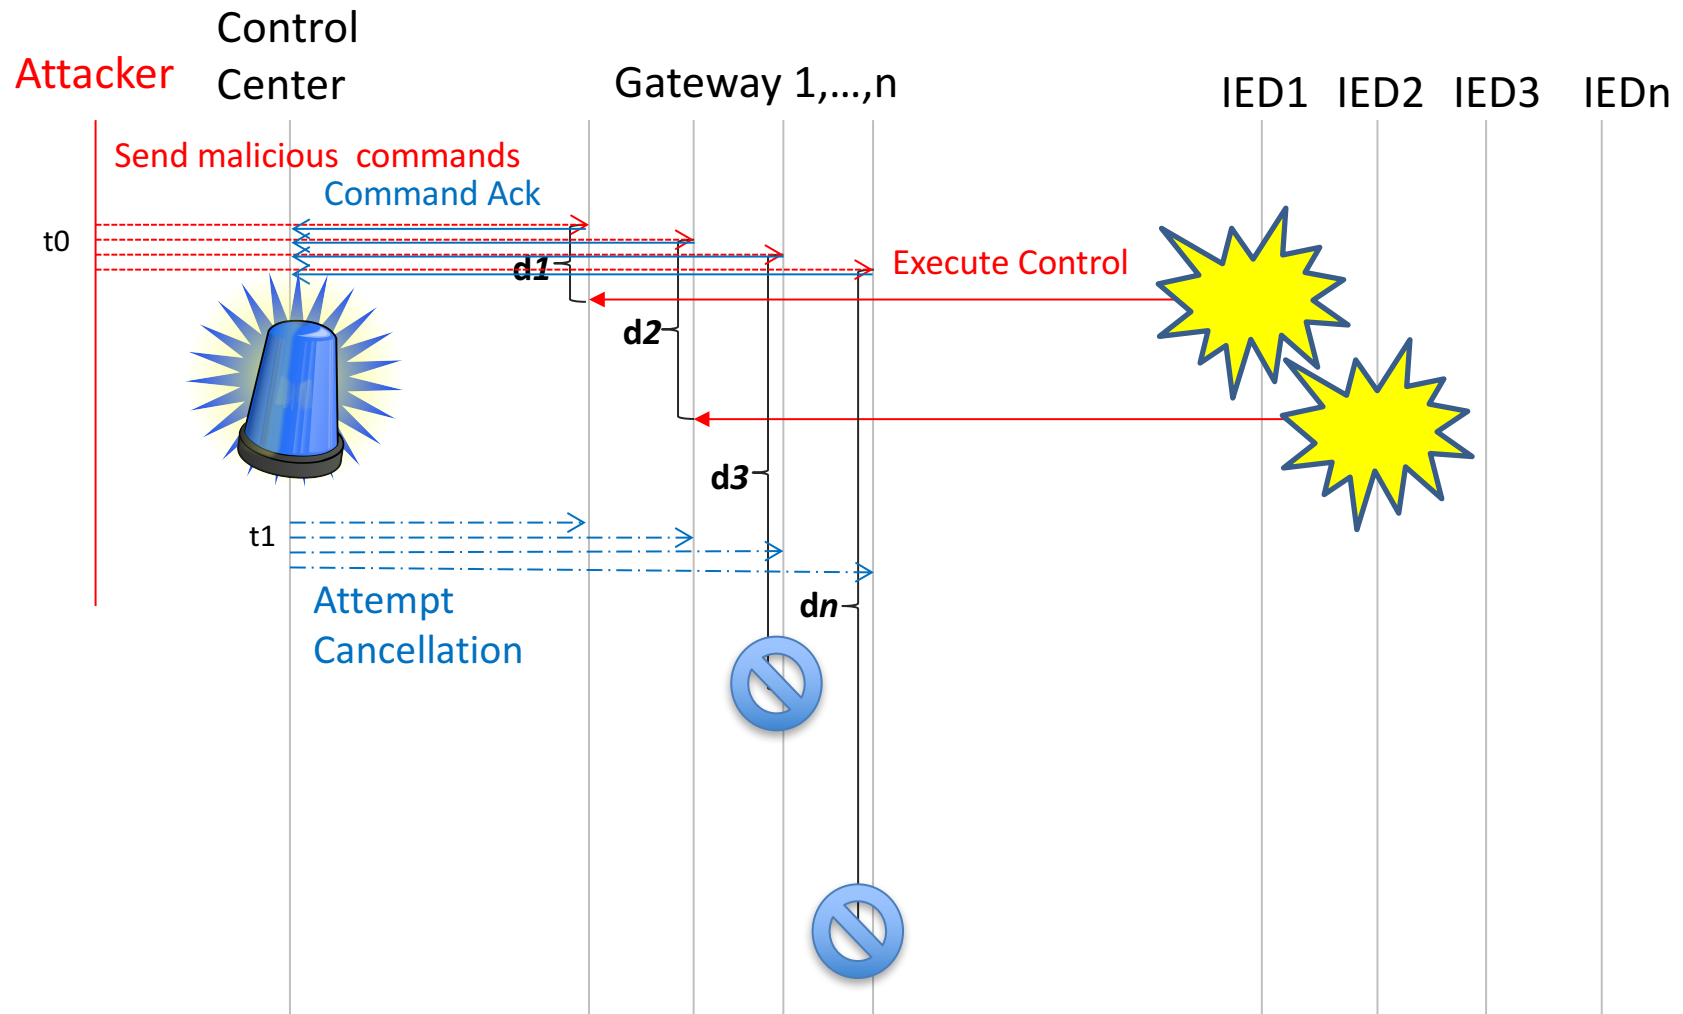 Control
Center
Attacker
Gateway 1,...,n
IED1
IED2
IED3
IEDn
Send malicious commands
Command Ack
t0
d1
Execute Control
d2
d3
t1
Attempt
Cancellation
dn